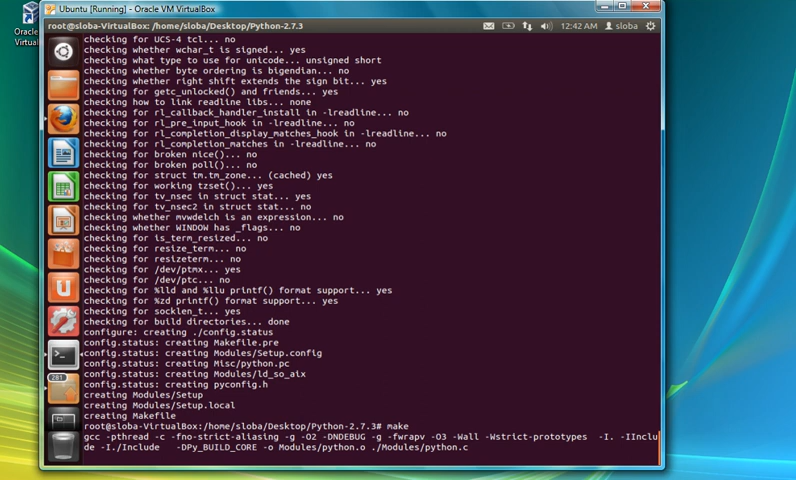 Ubuntu [Running] - Oracle VM VirtualBox
Oracle
Virtual
root@sloba-VirtualBox: /home/sloba/Desktop/Python-2.7.3
12:42 AM
sloba
checking for UCS-4 tcl... no
checking whether wchar_t is signed... yes
checking what type to use for unicode... unsigned short
checking whether byte ordering is bigendian... no
checking whether right shift extends the sign bit... yes
checking for getc_unlocked() and friends... yes
checking how to link readline libs... none
checking for rl_callback_handler_install in -lreadline... no
checking for rl_pre_input_hook in -lreadline... no
checking for rl_completion_display_matches_hook in -lreadline... no
checking for rl_completion_matches in -lreadline... no
checking for broken nice()... no
checking for broken poll()... no
checking for struct tm.tm_zone... (cached) yes
checking for working tzset()... yes
checking for tv_nsec in struct stat... yes
checking for tv_nsec2 in struct stat... no
checking whether mvwdelch is an expression... no
checking whether WINDOW has _flags... no
checking for is_term_resized... no
checking for resize_term... no
checking for resizeterm... no
checking for /dev/ptmx... yes
checking for /dev/ptc... no
checking for %lld and %llu printf() format support... yes
checking for %zd printf() format support... yes
checking for socklen_t... yes
checking for build directories... done
configure: creating ./config.status
config.status: creating Makefile.pre
config.status: creating Modules/Setup.config
config.status: creating Misc/python.pc
config.status: creating Modules/ld_so_aix
config.status: creating pyconfig.h
creating Modules/Setup
creating Modules/Setup.local
creating Makefile
root@sloba-VirtualBox:/home/sloba/Desktop/Python-2.7.3# make
gcc -pthread -c -fno-strict-aliasing -g -O2 -DNDEBUG -g -fwrapv -O3 -Wall -Wstrict-prototypes -I. -IInclu
de -I./Include -DPy_BUILD_CORE -o Modules/python.o ./Modules/python.c